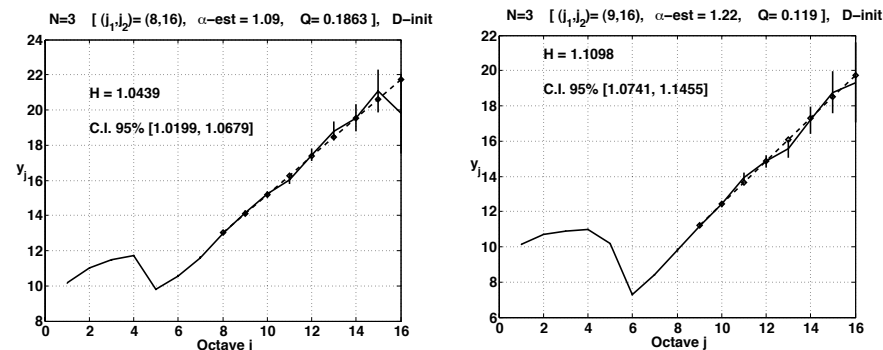 N=3 [ (j₁,j₂)= (8,16), α−est = 1.09, Q= 0.1863 ], D−init
24
22
20
18
16
14
12
10
8
y_j
H = 1.0439
C.I. 95% [1.0199, 1.0679]
0 2 4 6 8 10 12 14 16
Octave j
N=3 [ (j₁,j₂)= (9,16), α−est = 1.22, Q= 0.119 ], D−init
22
20
18
16
14
12
10
8
6
y_j
H = 1.1098
C.I. 95% [1.0741, 1.1455]
0 2 4 6 8 10 12 14 16
Octave j